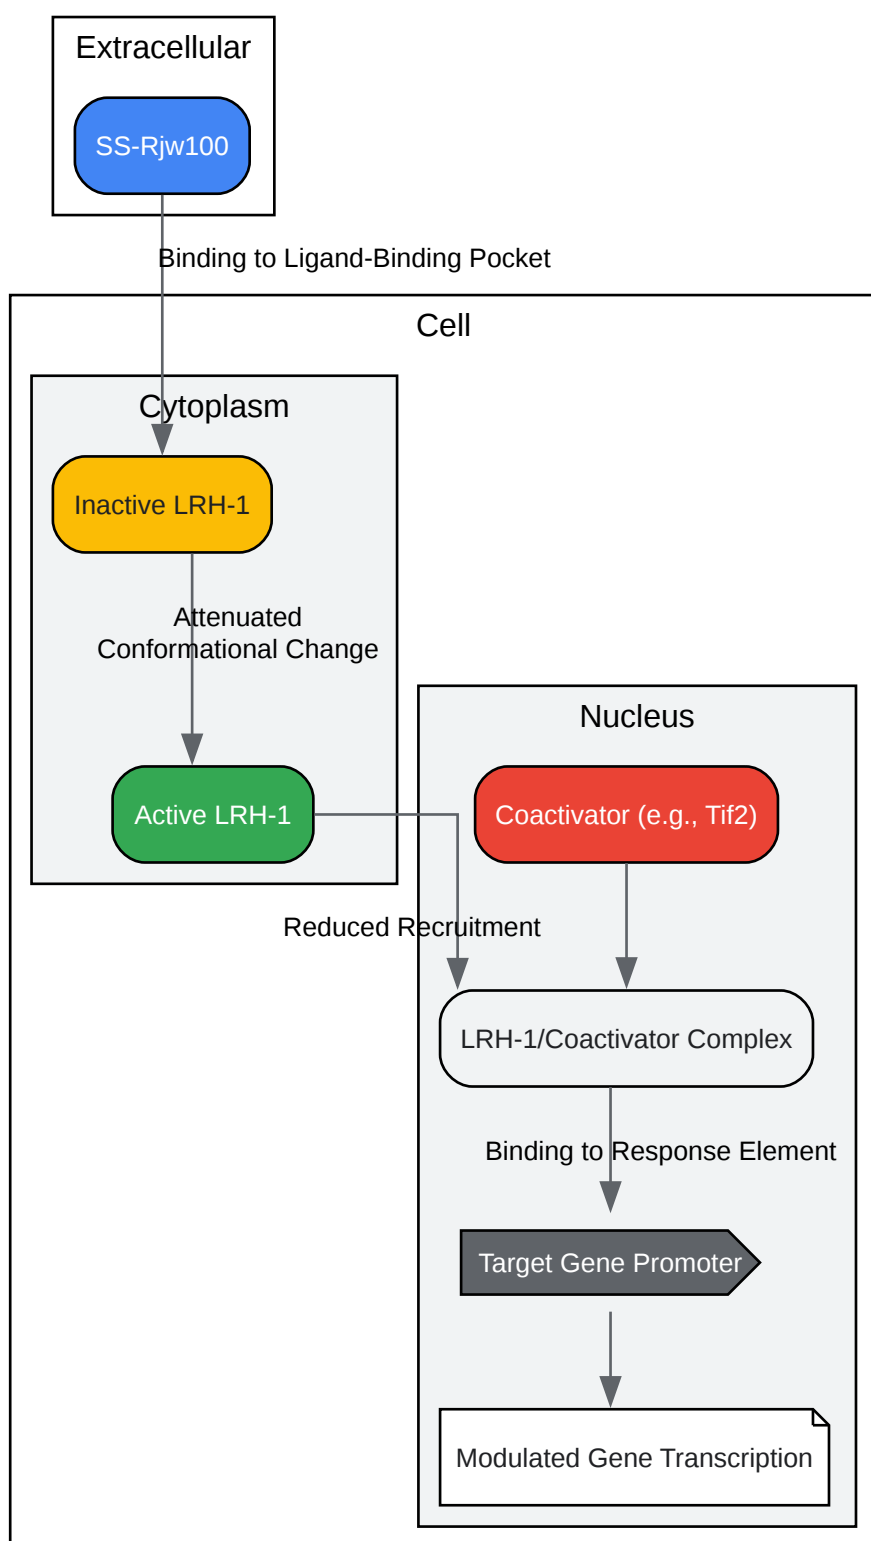 Extracellular
SS-Rjw100
Binding to Ligand-Binding Pocket
Cell
Cytoplasm
Inactive LRH-1
Attenuated
Conformational Change
Nucleus
Active LRH-1
Coactivator (e.g., Tif2)
Reduced Recruitment
LRH-1/Coactivator Complex
Binding to Response Element
Target Gene Promoter
Modulated Gene Transcription